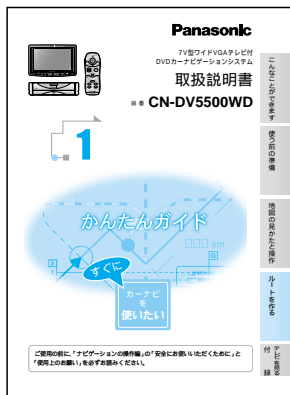 Panasonic
7V型ワイドVGAテレビ付
DVDカーナビゲーションシステム
取扱説明書
品番 CN-DV5500WD
1
かんたんガイド
km
すぐに
カーナビ
を
使いたい
ご使用の前に、「ナビゲーションの操作編」の「安全にお使いいただくために」と
「使用上のお願い」を必ずお読みください。
こんなことができます
使う前の準備
地図の見かたと操作
ルートを作る
テレビを見る
付録